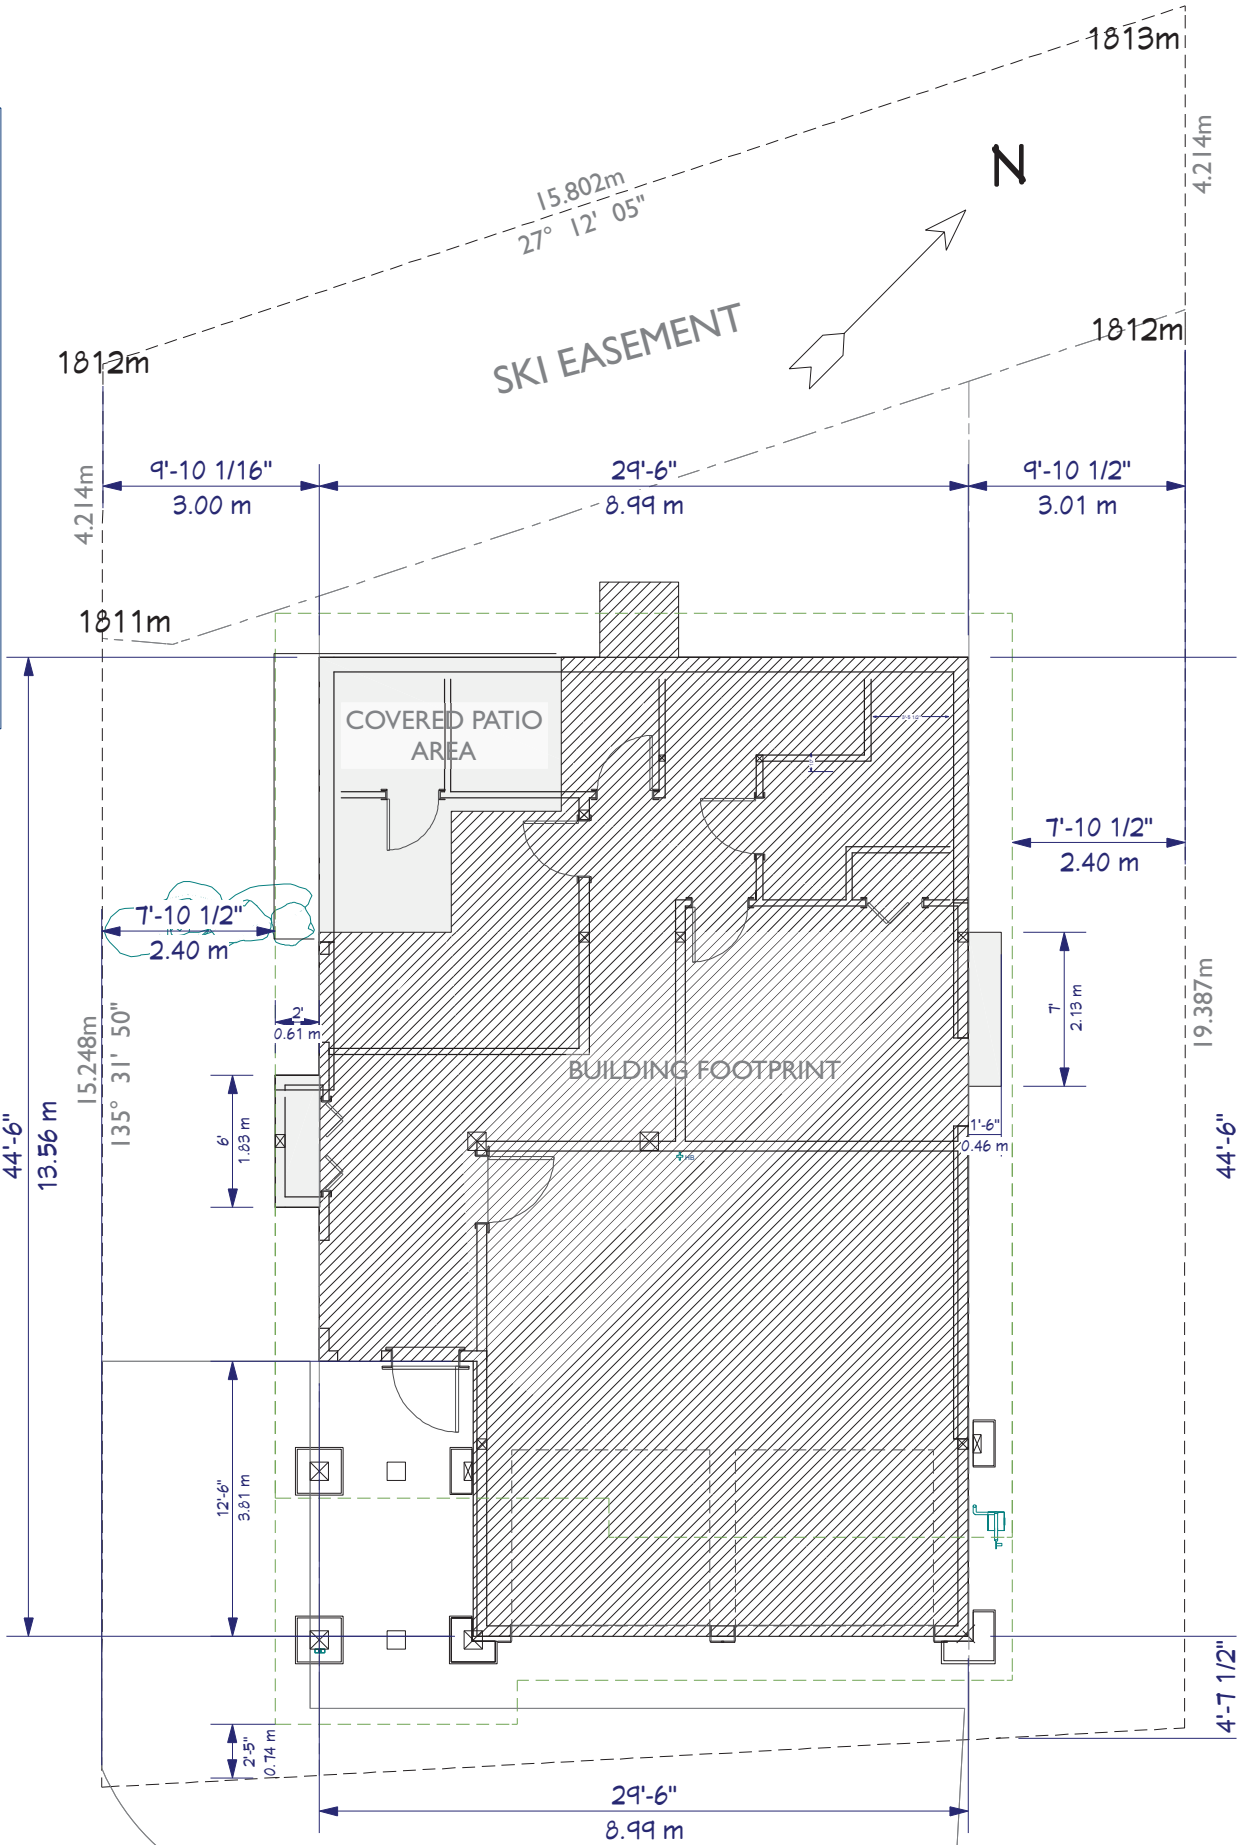 1813m
4.214m
N
15.802m
27° 12' 05"
SKI EASEMENT
1812m
1812m
9'-10 1/16"
3.00 m
29'-6"
8.99 m
9'-10 1/2"
3.01 m
4.214m
1811m
COVERED PATIO
AREA
7'-10 1/2"
2.40 m
7'-10 1/2"
2.40 m
2'
0.61 m
7'
2.13 m
19.387m
15.248m
135° 31' 50"
BUILDING FOOTPRINT
44'-6"
13.56 m
6'
1.83 m
1'-6"
0.46 m
HB
44'-6"
12'-6"
3.81 m
2'-5"
0.74 m
4'-7 1/2"
29'-6"
8.99 m